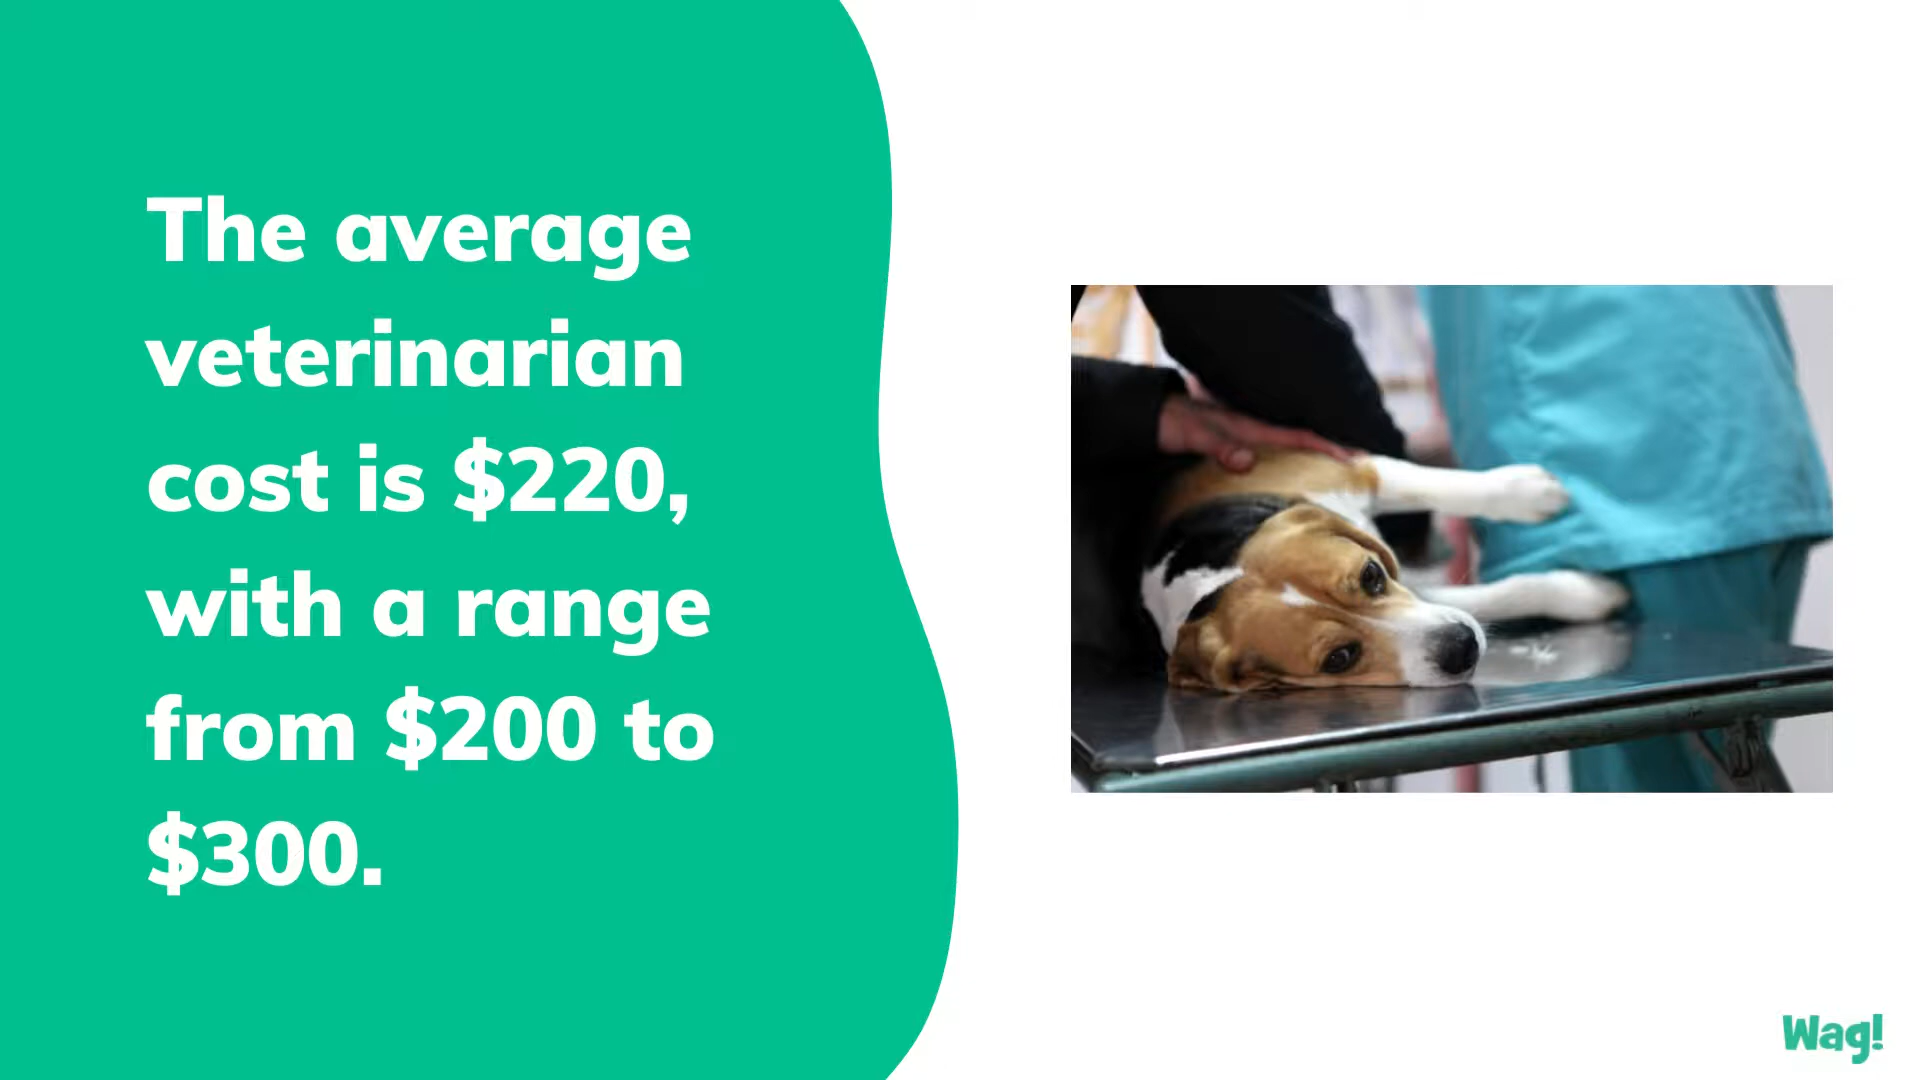 The average
veterinarian
cost is $220,
with a range
from $200 to
$300.
Wag!